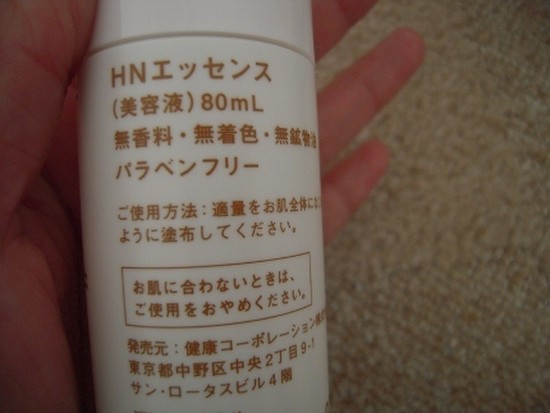 HNエッセンス
(美容液) 80mL
無香料・無着色・無鉱物油
パラベンフリー
ご使用方法:適量をお肌全体に
ように塗布してください。
お肌に合わないときは、
ご使用をおやめください。
発売元:健康コーポレーション株
東京都中野区中央2丁目9-1
サン・ロータスビル4階